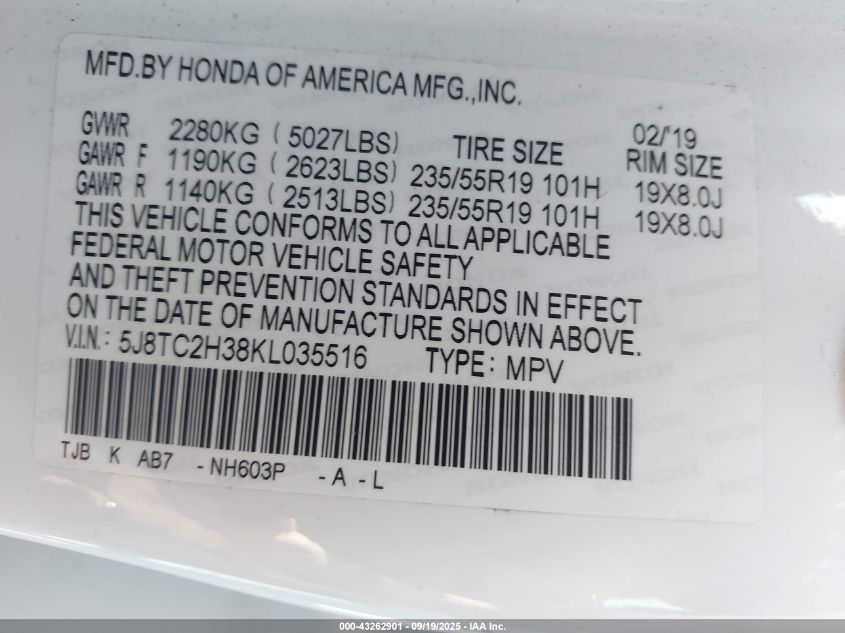 MFD.BY HONDA OF AMERICA MFG.,INC.
02/'19
GVWR 2280KG (5027LBS) TIRE SIZE RIM SIZE
GAWR F 1190KG (2623LBS) 235/55R19 101H 19X8.0J
GAWR R 1140KG (2513LBS) 235/55R19 101H 19X8.0J
THIS VEHICLE CONFORMS TO ALL APPLICABLE
FEDERAL MOTOR VEHICLE SAFETY
AND THEFT PREVENTION STANDARDS IN EFFECT
ON THE DATE OF MANUFACTURE SHOWN ABOVE.
V.I.N.: 5J8TC2H38KL035516 TYPE: MPV
TJB K AB7 -NH603P -A -L
000-43262901 - 09/19/2025 - IAA Inc.